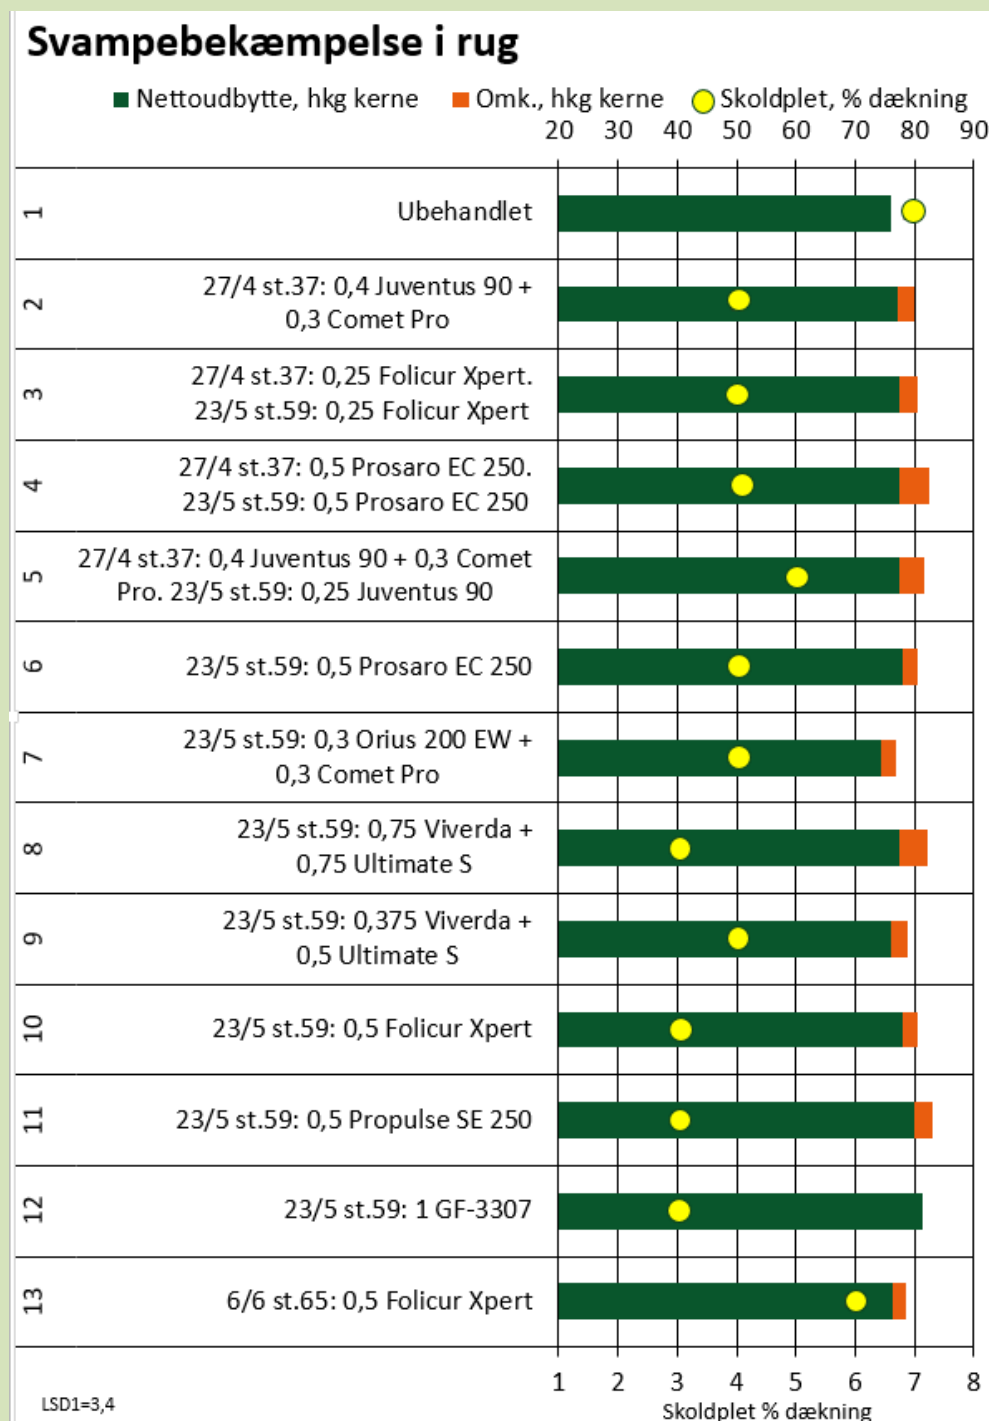 Svampebekæmpelse i rug
Nettoudbytte, hkg kerne Omk., hkg kerne Skoldplet, % dækning
20 30 40 50 60 70 80 90
1 Ubehandlet
2 27/4 st.37: 0,4 Juventus 90 +
0,3 Comet Pro
3 27/4 st.37: 0,25 Folicur Xpert.
23/5 st.59: 0,25 Folicur Xpert
4 27/4 st.37: 0,5 Prosaro EC 250.
23/5 st.59: 0,5 Prosaro EC 250
5 27/4 st.37: 0,4 Juventus 90 + 0,3 Comet
Pro. 23/5 st.59: 0,25 Juventus 90
6 23/5 st.59: 0,5 Prosaro EC 250
7 23/5 st.59: 0,3 Orius 200 EW +
0,3 Comet Pro
8 23/5 st.59: 0,75 Viverda +
0,75 Ultimate S
9 23/5 st.59: 0,375 Viverda +
0,5 Ultimate S
10 23/5 st.59: 0,5 Folicur Xpert
11 23/5 st.59: 0,5 Propulse SE 250
12 23/5 st.59: 1 GF-3307
13 6/6 st.65: 0,5 Folicur Xpert
1 2 3 4 5 6 7 8
LSD1=3,4
Skoldplet % dækning